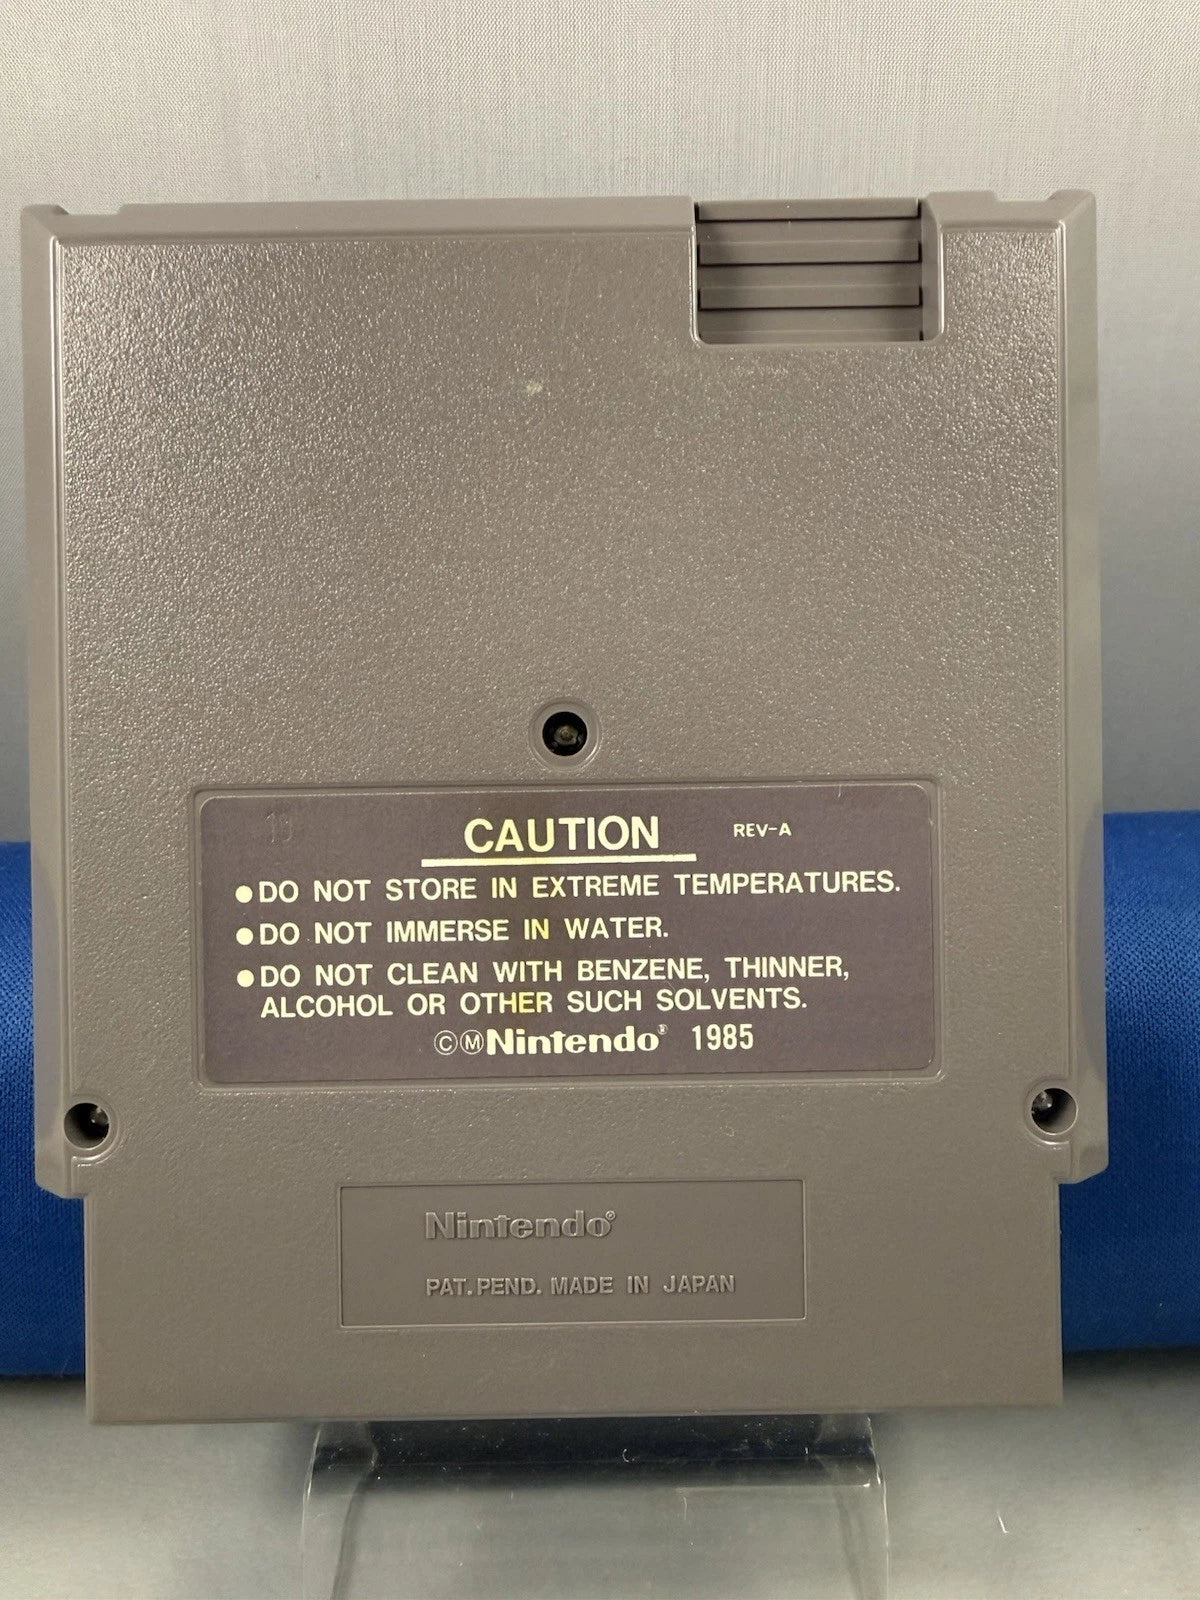 CAUTION REV-A
●DO NOT STORE IN EXTREME TEMPERATURES.
●DO NOT IMMERSE IN WATER.
●DO NOT CLEAN WITH BENZENE, THINNER,
ALCOHOL OR OTHER SUCH SOLVENTS.
©ⓂNintendo® 1985
Nintendo®
PAT.PEND. MADE IN JAPAN